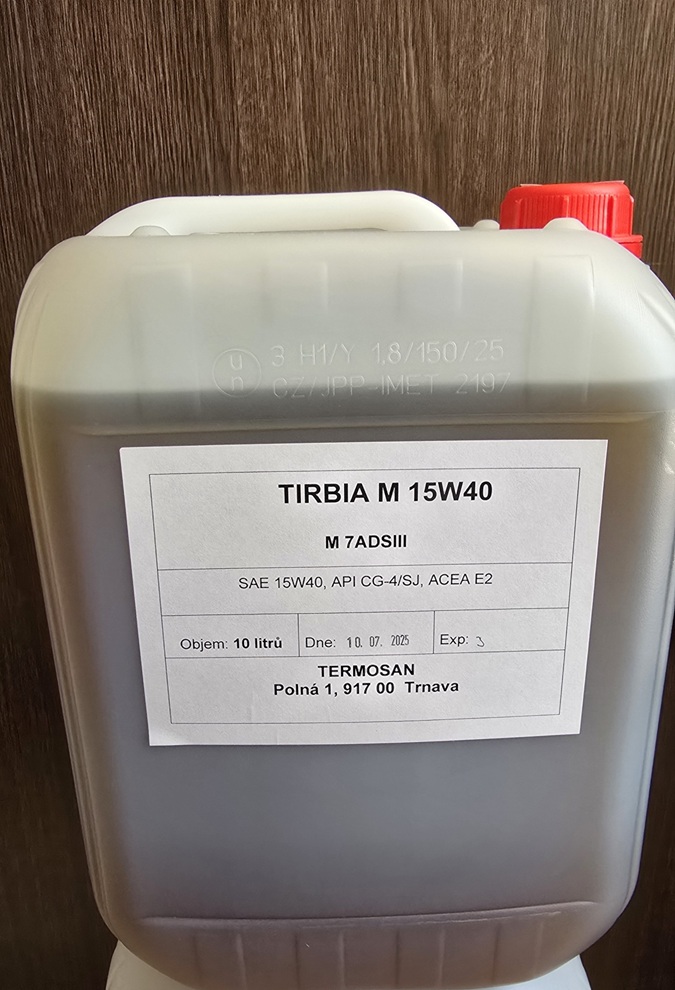 u n 3 H1/Y 1.8/150/25
CZ/JPP-IMET 2197
TIRBIA M 15W40
M 7ADSIII
SAE 15W40, API CG-4/SJ, ACEA E2
Objem: 10 litrů Dne: 10. 07. 2025 Exp:
TERMOSAN
Polná 1, 917 00 Trnava